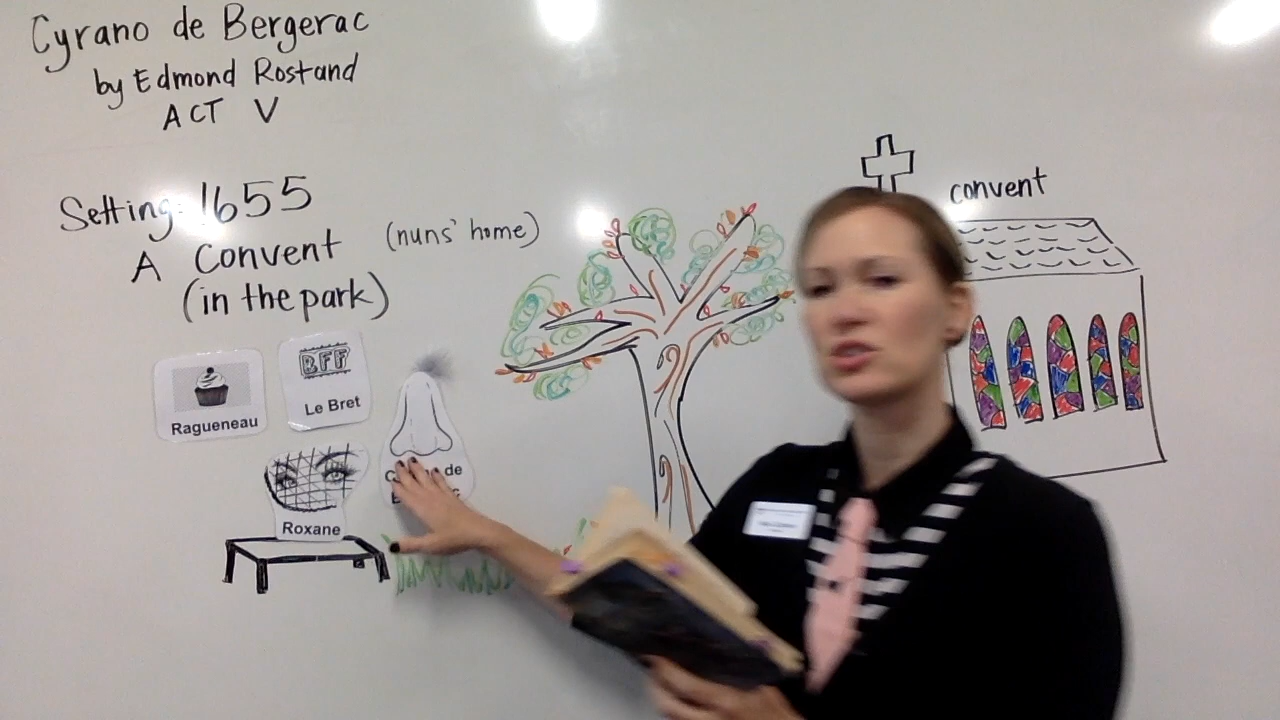 Cyrano de Bergerac
by Edmond Rostand
ACT V
Setting: 1655
A Convent (nuns' home)
(in the park)
convent
Ragueneau
BFF
Le Bret
Roxane
de